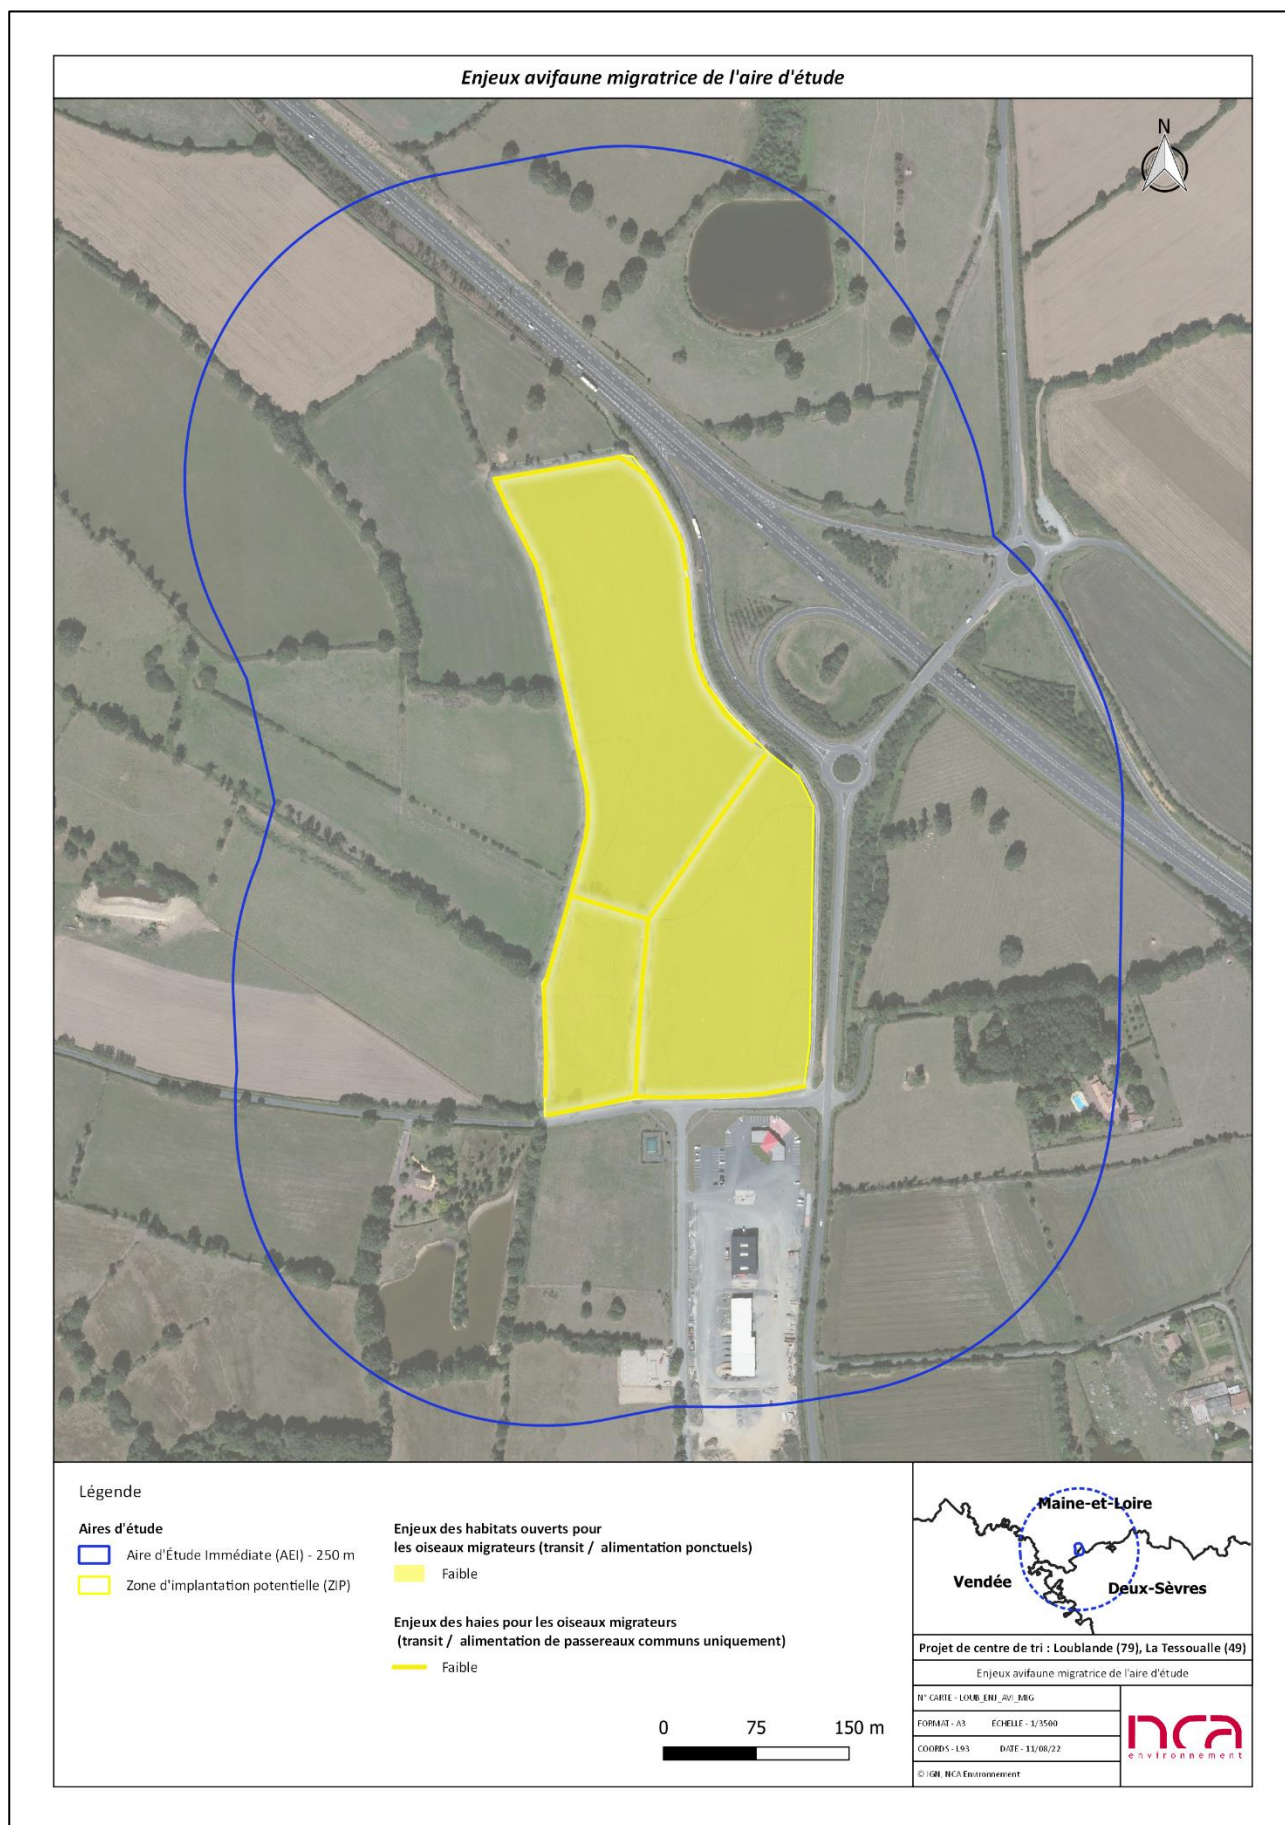 Enjeux avifaune migratrice de l'aire d'étude
N
Légende
Aires d'étude
Aire d'Étude Immédiate (AEI) - 250 m
Zone d'implantation potentielle (ZIP)
Enjeux des habitats ouverts pour
les oiseaux migrateurs (transit / alimentation ponctuels)
Faible
Enjeux des haies pour les oiseaux migrateurs
(transit / alimentation de passereaux communs uniquement)
Faible
0 75 150 m
Maine-et-Loire
Vendée
Deux-Sèvres
Projet de centre de tri : Loublande (79), La Tessoualle (49)
Enjeux avifaune migratrice de l'aire d'étude
N° CARTE - LOUB_ENJ_AVI_MIG
FORMAT - A3 ÉCHELLE - 1/3500
COORDS - L93 DATE - 11/08/22
© IGN, NCA Environnement
nca
environnement